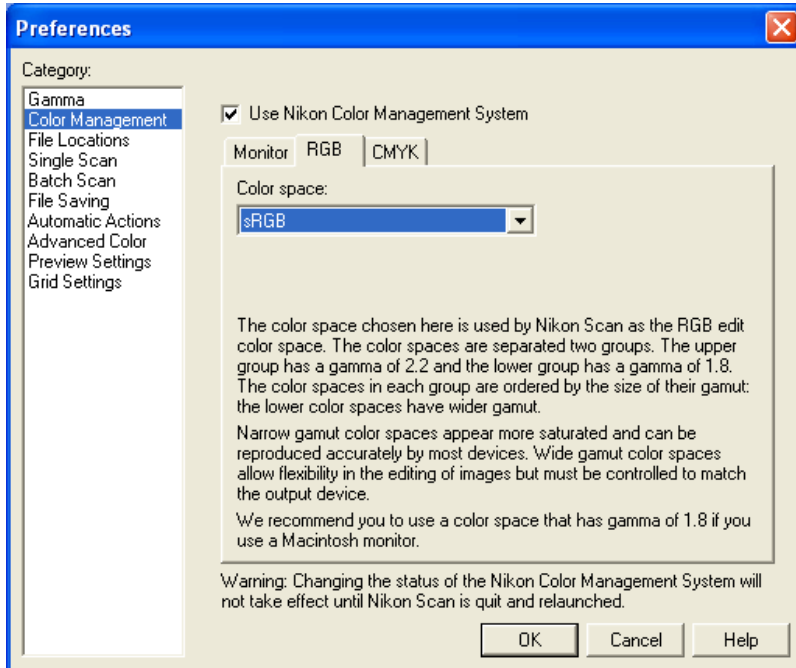 Preferences
Category:
Gamma
Color Management
File Locations
Single Scan
Batch Scan
File Saving
Automatic Actions
Advanced Color
Preview Settings
Grid Settings
Use Nikon Color Management System
Monitor RGB CMYK
Color space:
sRGB
The color space chosen here is used by Nikon Scan as the RGB edit
color space. The color spaces are separated two groups. The upper
group has a gamma of 2.2 and the lower group has a gamma of 1.8.
The color spaces in each group are ordered by the size of their gamut:
the lower color spaces have wider gamut.
Narrow gamut color spaces appear more saturated and can be
reproduced accurately by most devices. Wide gamut color spaces
allow flexibility in the editing of images but must be controlled to match
the output device.
We recommend you to use a color space that has gamma of 1.8 if you
use a Macintosh monitor.
Warning: Changing the status of the Nikon Color Management System will
not take effect until Nikon Scan is quit and relaunched.
OK Cancel Help